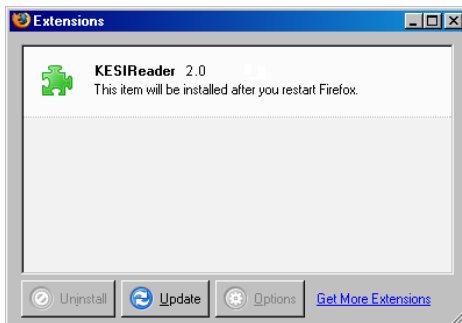 Extensions
KESIReader 2.0
This item will be installed after you restart Firefox.
Uninstall Update Options Get More Extensions